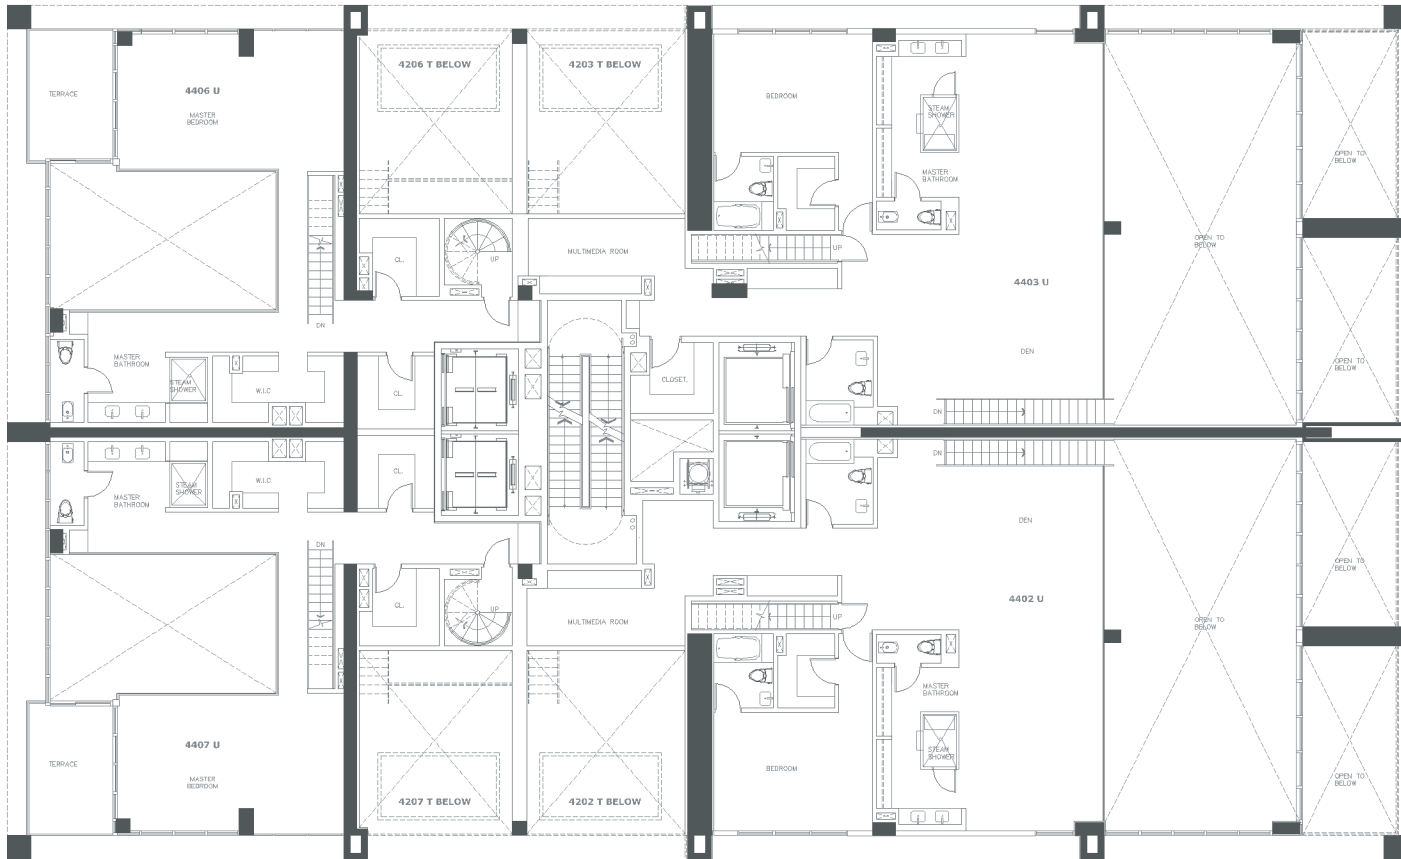 4206 T BELOW
4203 T BELOW
TERRACE
4406 U
MASTER
BEDROOM
BEDROOM
STEAM
SHOWER
MASTER
BATHROOM
OPEN TO
BELOW
OPEN TO
BELOW
CL.
UP
MULTIMEDIA ROOM
UP
4403 U
DN
DEN
MASTER
BATHROOM
STEAM
SHOWER
W.I.C
CL.
CLOSET.
OPEN TO
BELOW
DN
DN
MASTER
BATHROOM
STEAM
SHOWER
W.I.C
CL.
DEN
DN
OPEN TO
BELOW
CL.
UP
MULTIMEDIA ROOM
UP
4402 U
OPEN TO
BELOW
MASTER
BATHROOM
4407 U
STEAM
SHOWER
TERRACE
MASTER
BEDROOM
BEDROOM
OPEN TO
BELOW
4207 T BELOW
4202 T BELOW